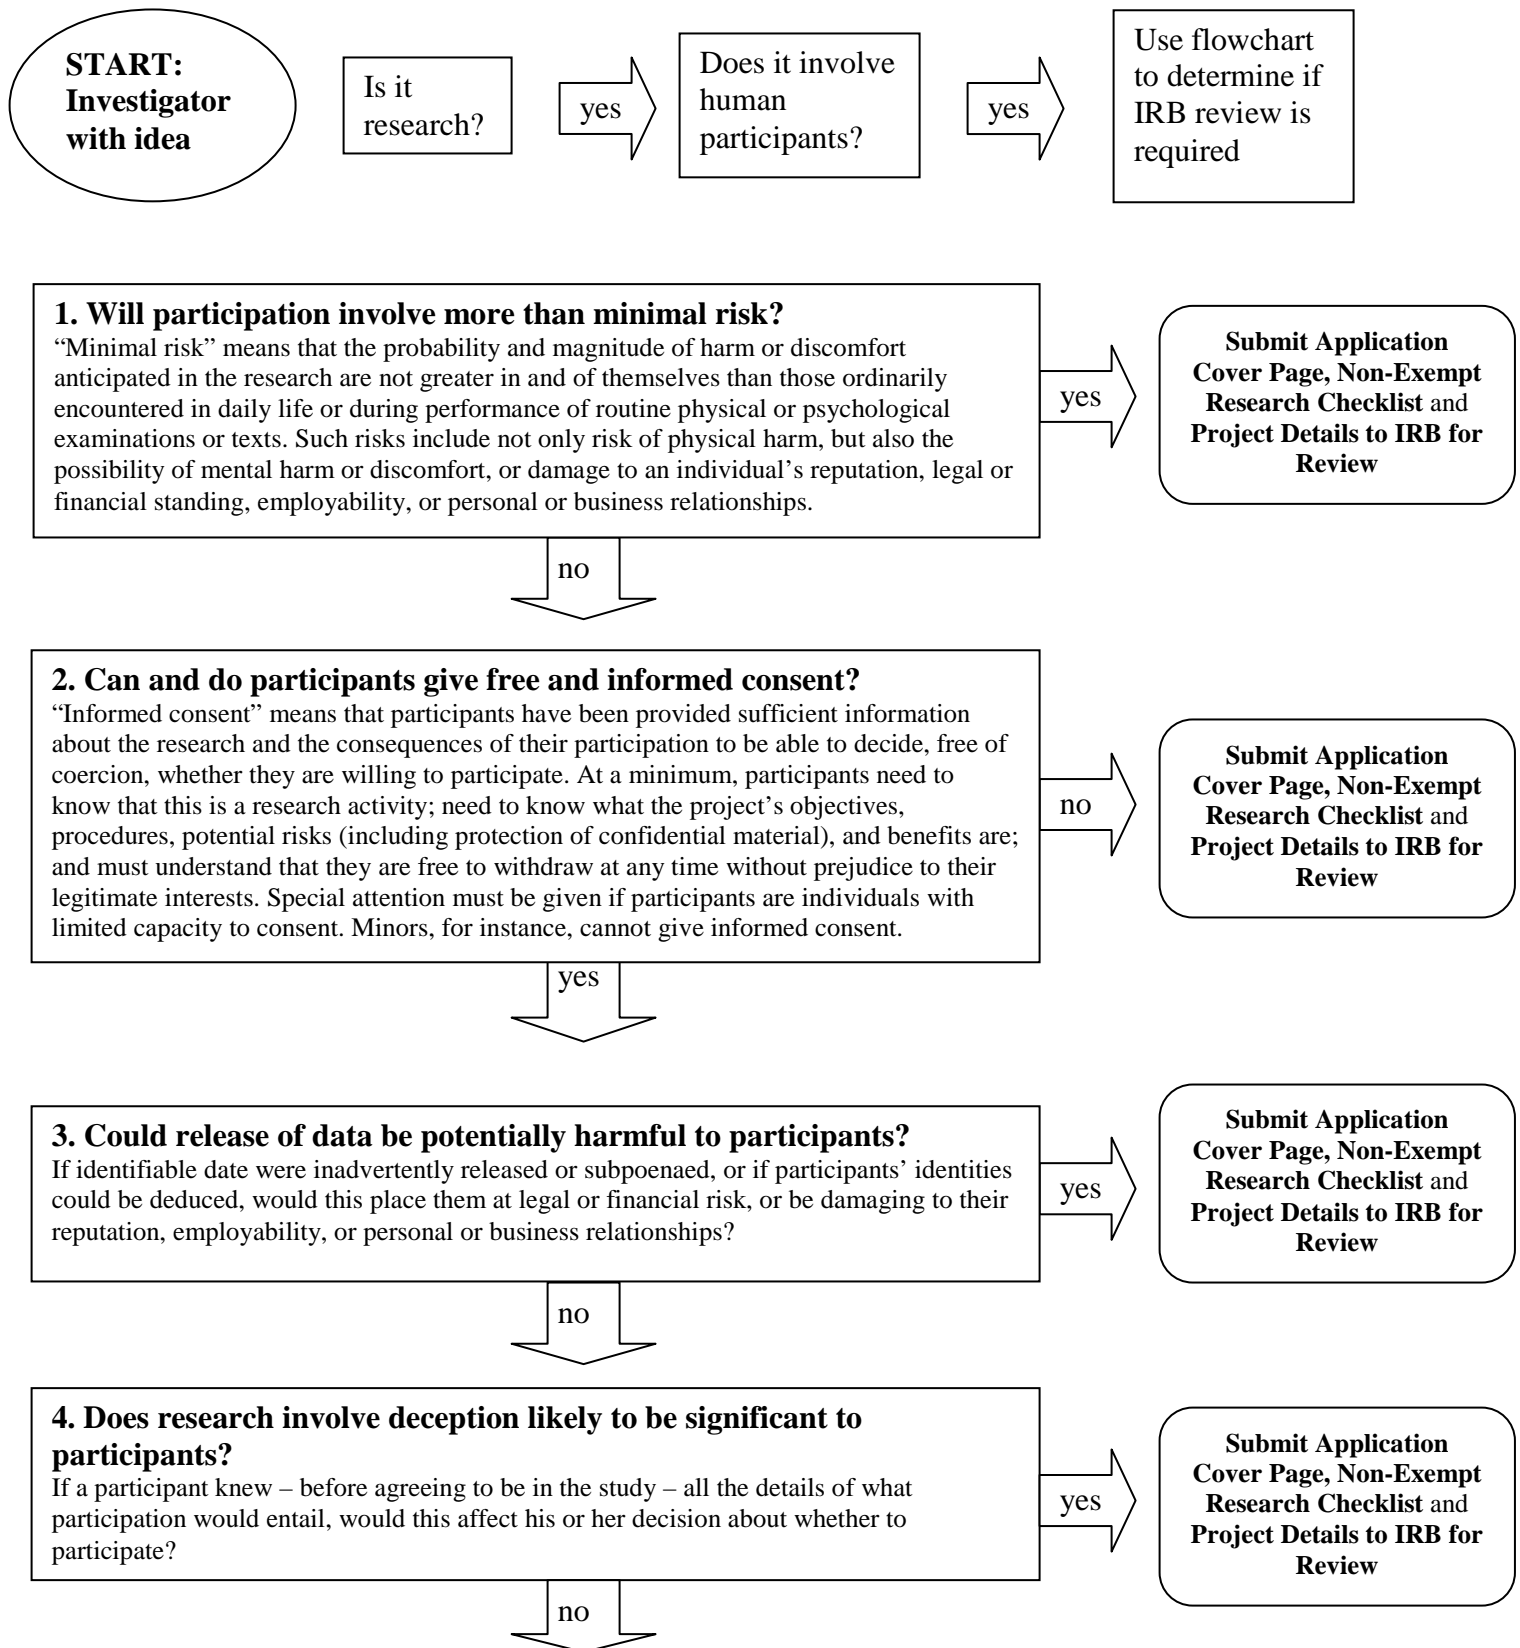 START:
Investigator
with idea
Is it
research?
yes
Does it involve
human
participants?
yes
Use flowchart
to determine if
IRB review is
required
1. Will participation involve more than minimal risk?
“Minimal risk” means that the probability and magnitude of harm or discomfort
anticipated in the research are not greater in and of themselves than those ordinarily
encountered in daily life or during performance of routine physical or psychological
examinations or texts. Such risks include not only risk of physical harm, but also the
possibility of mental harm or discomfort, or damage to an individual’s reputation, legal or
financial standing, employability, or personal or business relationships.
yes
Submit Application
Cover Page, Non-Exempt
Research Checklist and
Project Details to IRB for
Review
no
2. Can and do participants give free and informed consent?
“Informed consent” means that participants have been provided sufficient information
about the research and the consequences of their participation to be able to decide, free of
coercion, whether they are willing to participate. At a minimum, participants need to
know that this is a research activity; need to know what the project’s objectives,
procedures, potential risks (including protection of confidential material), and benefits are;
and must understand that they are free to withdraw at any time without prejudice to their
legitimate interests. Special attention must be given if participants are individuals with
limited capacity to consent. Minors, for instance, cannot give informed consent.
no
Submit Application
Cover Page, Non-Exempt
Research Checklist and
Project Details to IRB for
Review
yes
3. Could release of data be potentially harmful to participants?
If identifiable date were inadvertently released or subpoenaed, or if participants’ identities
could be deduced, would this place them at legal or financial risk, or be damaging to their
reputation, employability, or personal or business relationships?
yes
Submit Application
Cover Page, Non-Exempt
Research Checklist and
Project Details to IRB for
Review
no
4. Does research involve deception likely to be significant to
participants?
If a participant knew – before agreeing to be in the study – all the details of what
participation would entail, would this affect his or her decision about whether to
participate?
yes
Submit Application
Cover Page, Non-Exempt
Research Checklist and
Project Details to IRB for
Review
no